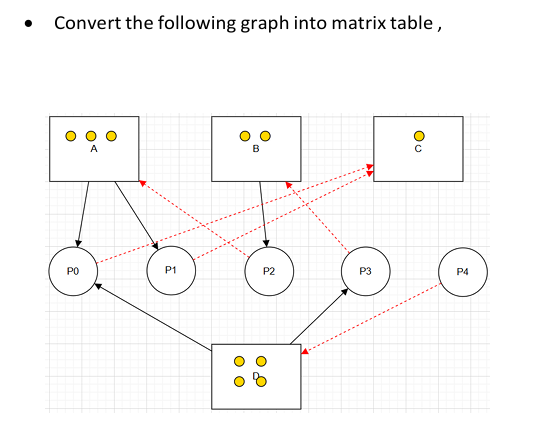 • Convert the following graph into matrix table ,
A B C
P0 P1 P2 P3 P4
D